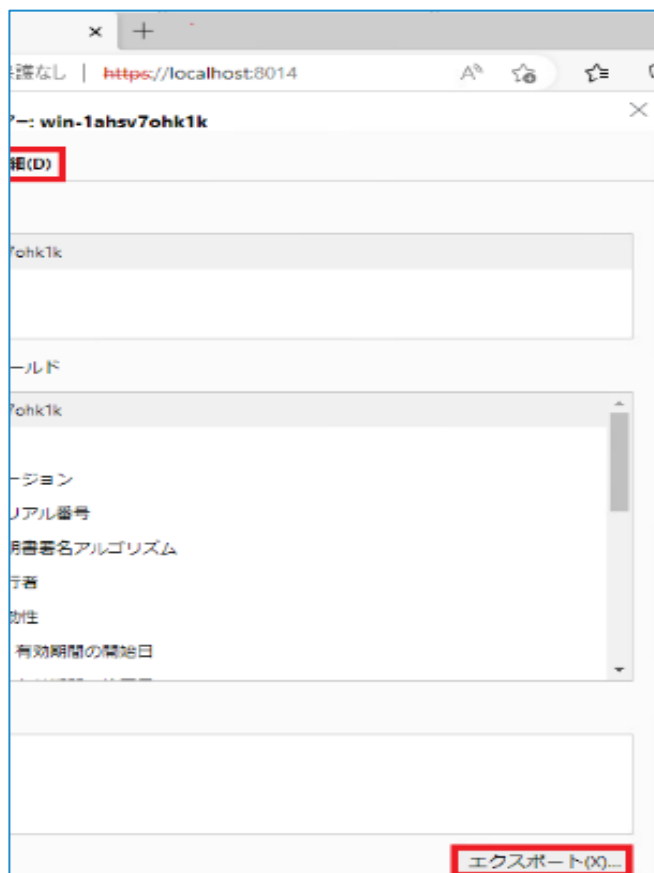 護なし | https://localhost:8014
ー: win-1ahsv7ohk1k
細(D)
7ohk1k
ールド
7ohk1k
ージョン
リアル番号
明書署名アルゴリズム
行者
効性
有効期間の開始日
エクスポート(X)...